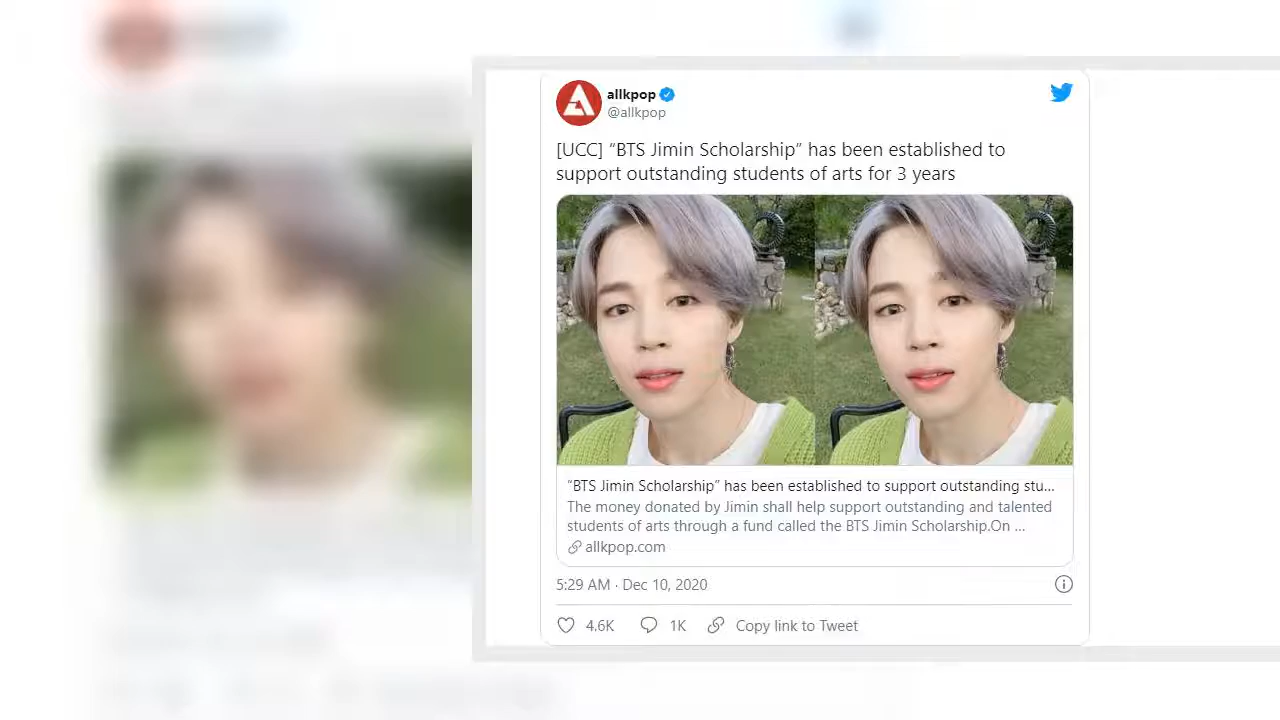 allkpop
@allkpop
[UCC] “BTS Jimin Scholarship” has been established to
support outstanding students of arts for 3 years
“BTS Jimin Scholarship” has been established to support outstanding stu...
The money donated by Jimin shall help support outstanding and talented
students of arts through a fund called the BTS Jimin Scholarship.On ...
allkpop.com
5:29 AM · Dec 10, 2020
4.6K 1K Copy link to Tweet